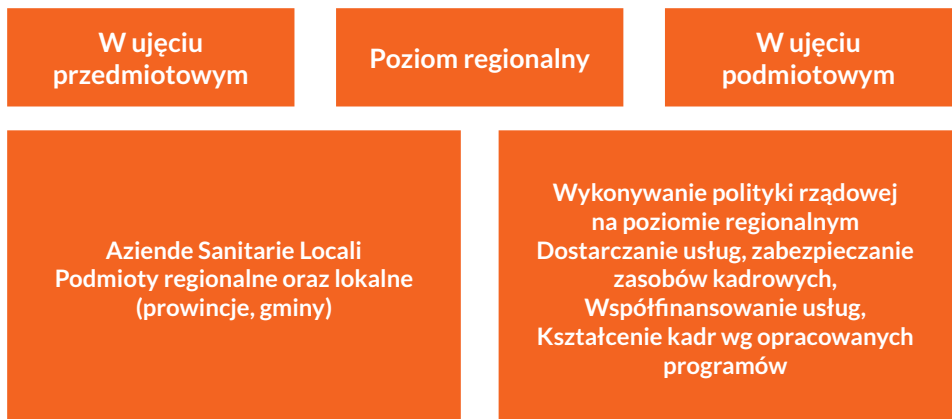 W ujęciu
przedmiotowym
Poziom regionalny
W ujęciu
podmiotowym
Aziende Sanitarie Locali
Podmioty regionalne oraz lokalne
(prowincje, gminy)
Wykonywanie polityki rządowej
na poziomie regionalnym
Dostarczanie usług, zabezpieczanie
zasobów kadrowych,
Współfinansowanie usług,
Kształcenie kadr wg opracowanych
programów